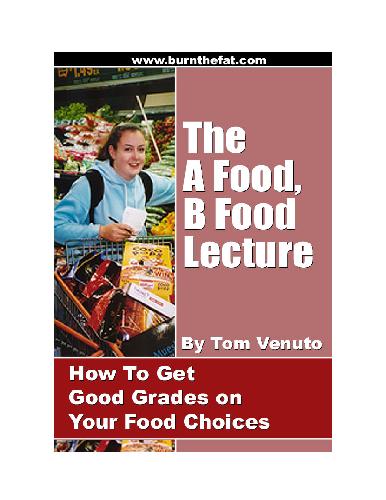 www.burnthefat.com
The
A Food,
B Food
Lecture
By Tom Venuto
How To Get
Good Grades on
Your Food Choices